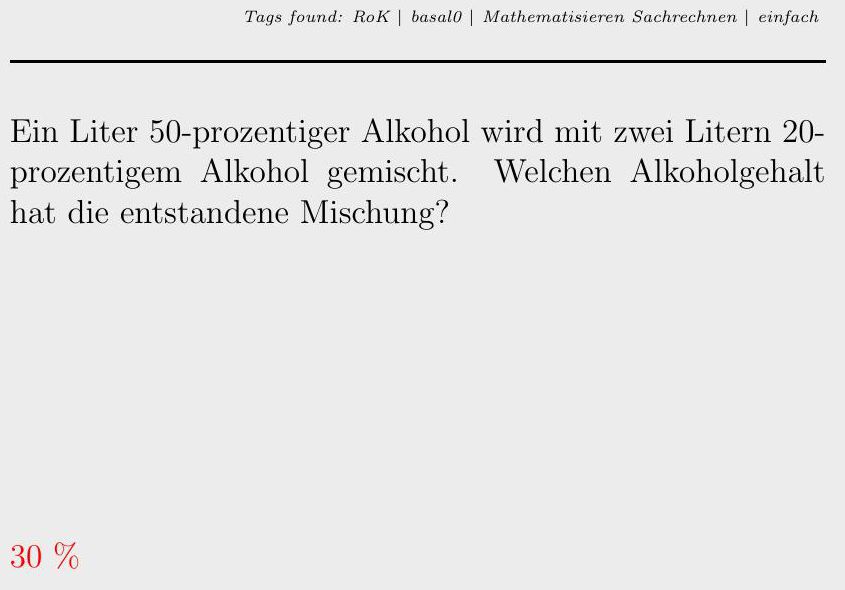 Tags found: RoK | basal0 | Mathematisieren Sachrechnen | einfach
Ein Liter 50-prozentiger Alkohol wird mit zwei Litern 20-
prozentigem Alkohol gemischt. Welchen Alkoholgehalt
hat die entstandene Mischung?
30 %